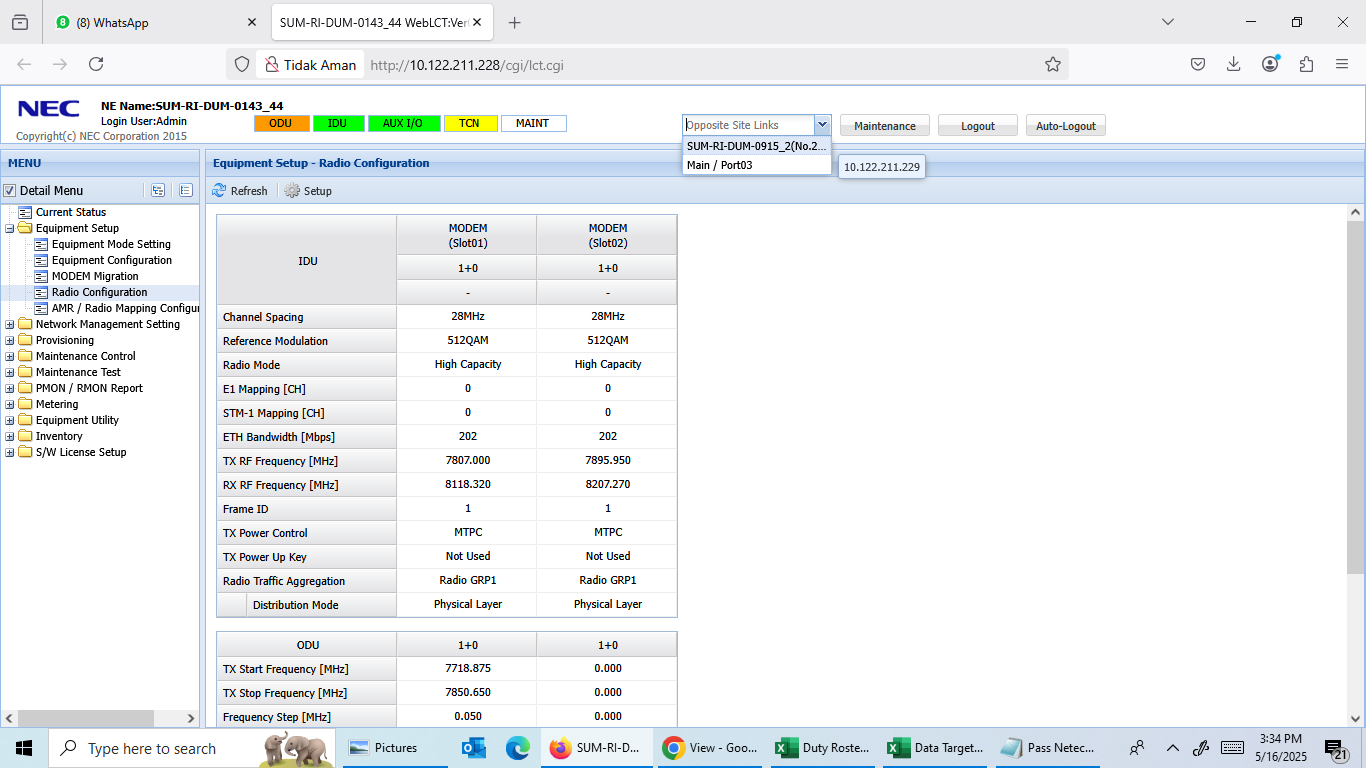 (8) WhatsApp
SUM-RI-DUM-0143_44 WebLCT:Ver
Tidak Aman
http://10.122.211.228/cgi/lct.cgi
NEC
NE Name:SUM-RI-DUM-0143_44
Login User:Admin
Copyright(c) NEC Corporation 2015
ODU IDU AUX I/O TCN MAINT
Opposite Site Links
Maintenance Logout Auto-Logout
SUM-RI-DUM-0915_2(No.2...
Main / Port03
10.122.211.229
MENU
Detail Menu
Current Status
Equipment Setup
Equipment Mode Setting
Equipment Configuration
MODEM Migration
Radio Configuration
AMR / Radio Mapping Configur
Network Management Setting
Provisioning
Maintenance Control
Maintenance Test
PMON / RMON Report
Metering
Equipment Utility
Inventory
S/W License Setup
Equipment Setup - Radio Configuration
Refresh Setup
IDU
MODEM (Slot01) MODEM (Slot02)
1+0 1+0
- -
Channel Spacing 28MHz 28MHz
Reference Modulation 512QAM 512QAM
Radio Mode High Capacity High Capacity
E1 Mapping [CH] 0 0
STM-1 Mapping [CH] 0 0
ETH Bandwidth [Mbps] 202 202
TX RF Frequency [MHz] 7807.000 7895.950
RX RF Frequency [MHz] 8118.320 8207.270
Frame ID 1 1
TX Power Control MTPC MTPC
TX Power Up Key Not Used Not Used
Radio Traffic Aggregation Radio GRP1 Radio GRP1
Distribution Mode Physical Layer Physical Layer
ODU 1+0 1+0
TX Start Frequency [MHz] 7718.875 0.000
TX Stop Frequency [MHz] 7850.650 0.000
Frequency Step [MHz] 0.050 0.000
Type here to search
Pictures
SUM-RI-D...
View - Goo...
Duty Roste...
Data Target...
Pass Netec...
3:34 PM
5/16/2025
21